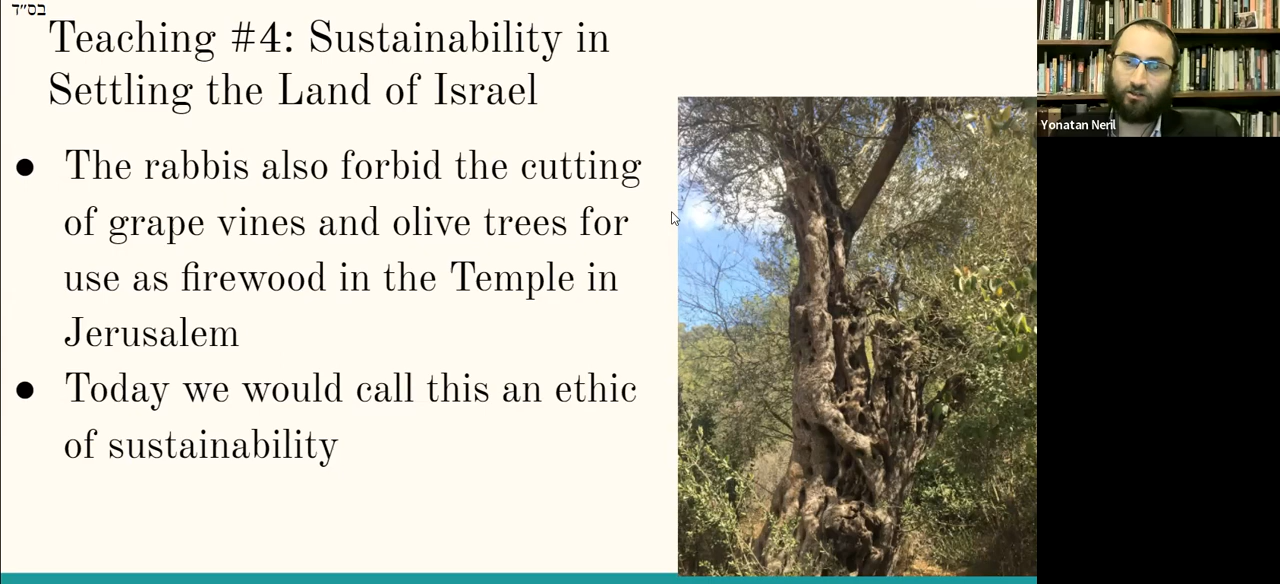 בס״ד
Teaching #4: Sustainability in
Settling the Land of Israel
● The rabbis also forbid the cutting
of grape vines and olive trees for
use as firewood in the Temple in
Jerusalem
● Today we would call this an ethic
of sustainability
Yonatan Neril